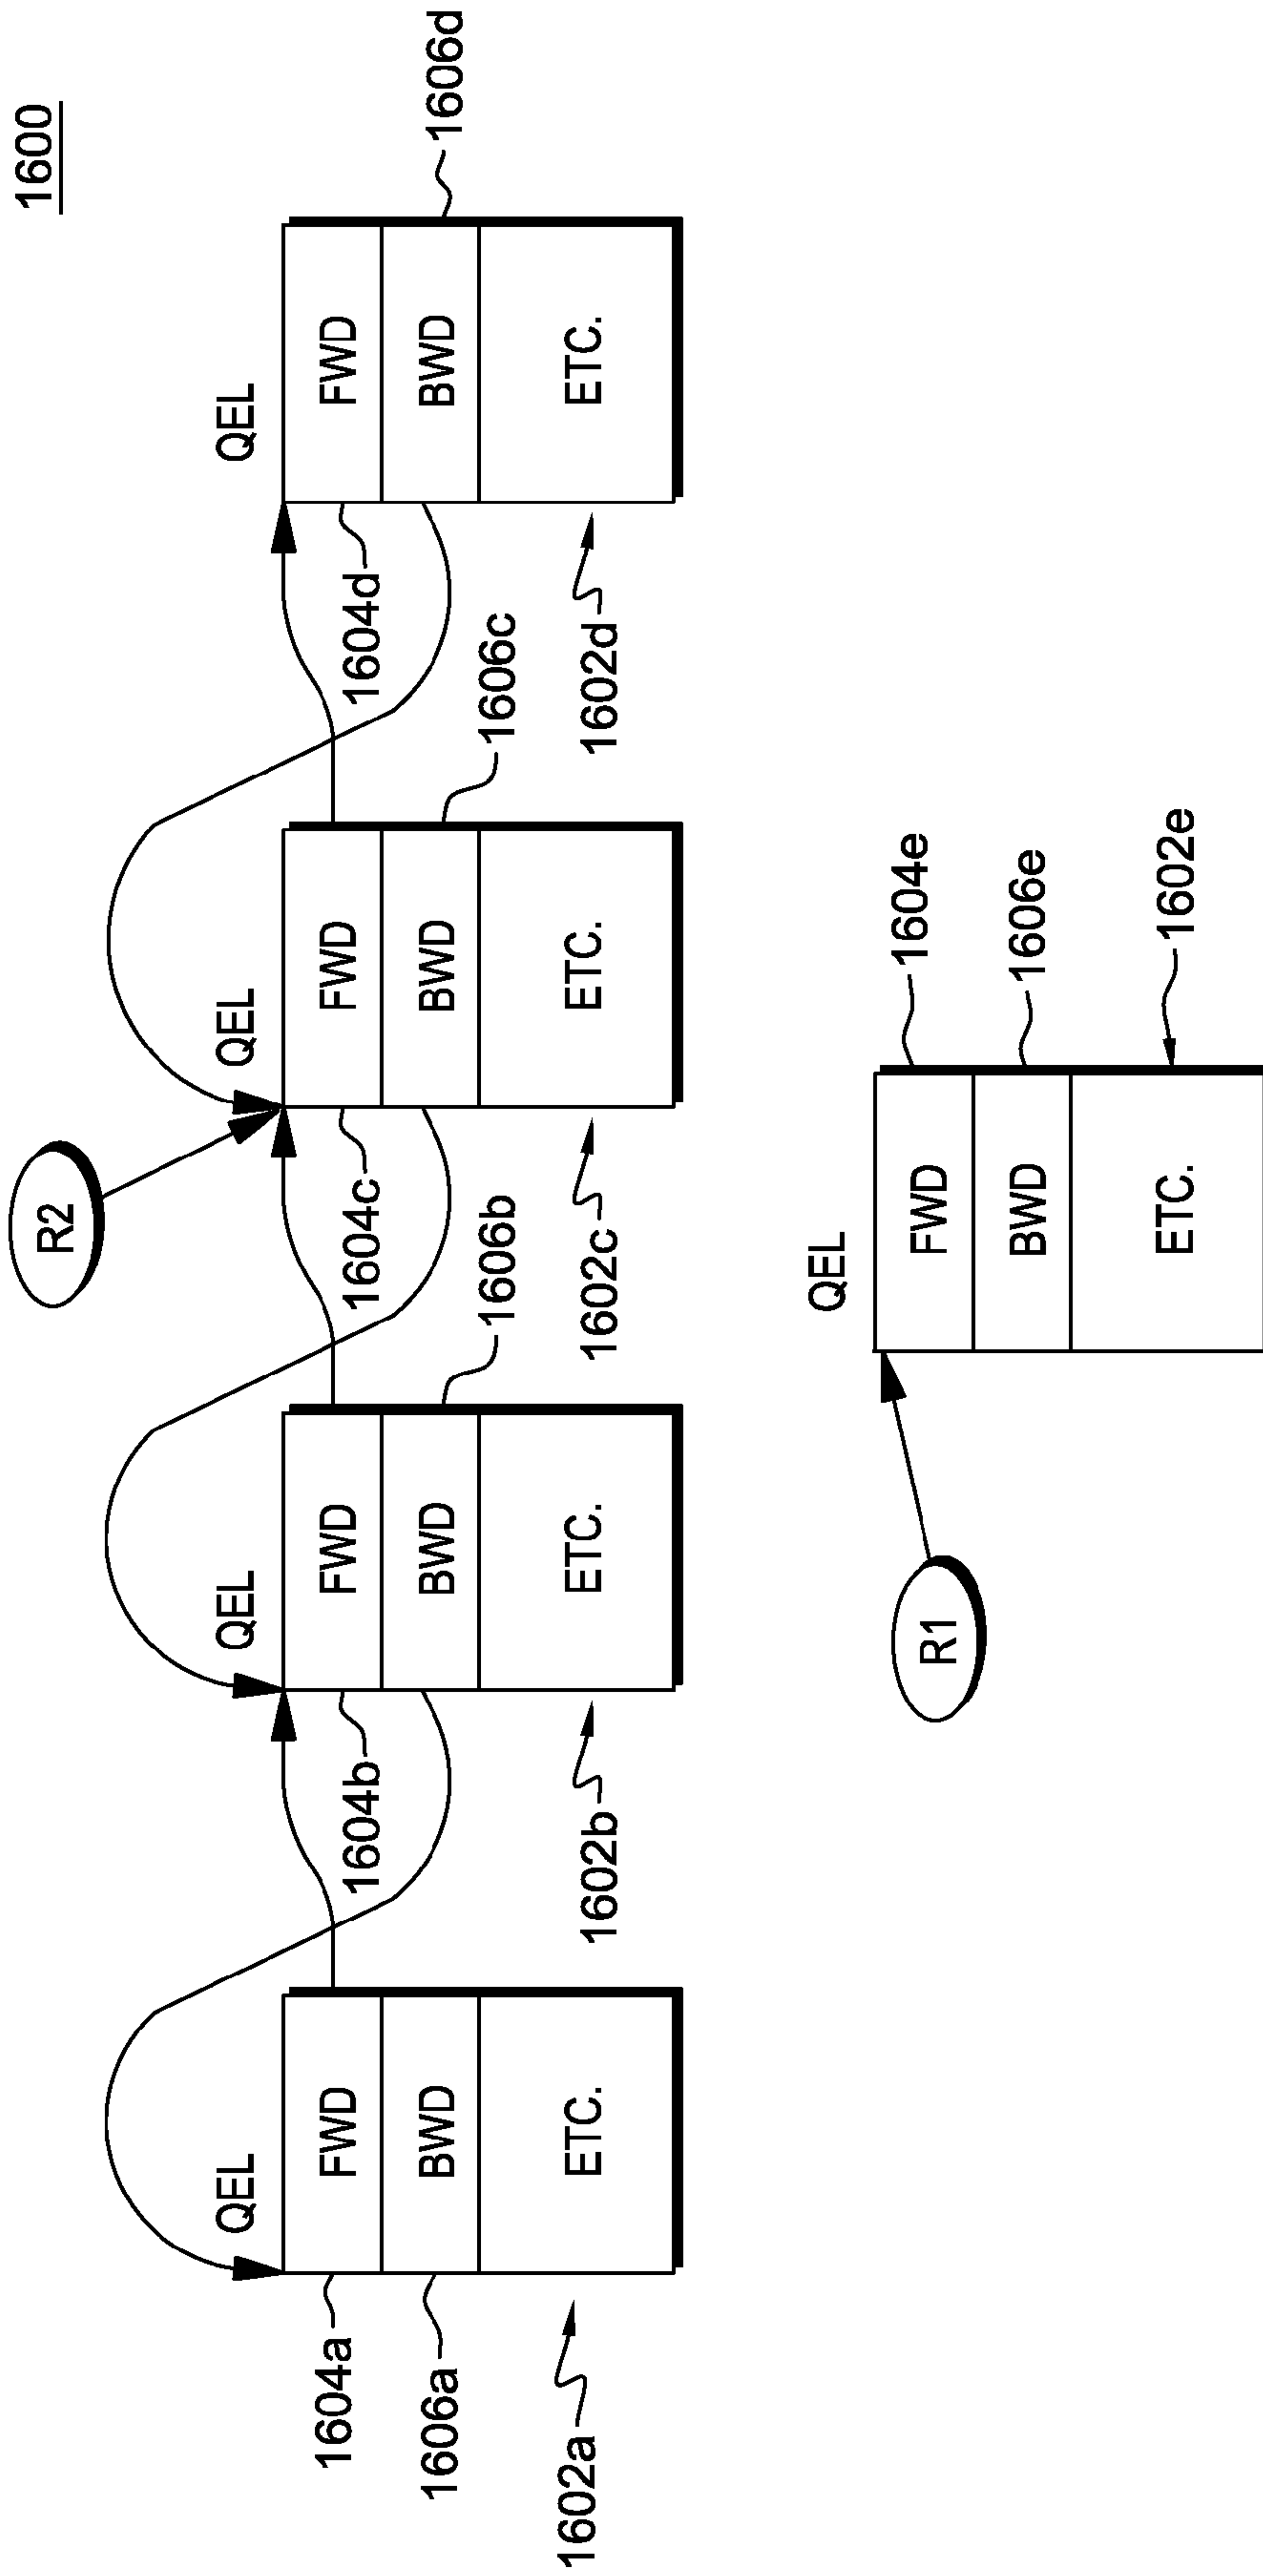 1600
R2
QEL
QEL
QEL
QEL
1604a
FWD
1604b
FWD
1604c
FWD
1604d
FWD
1606a
BWD
BWD
1606b
BWD
1606c
BWD
1606d
1602a
ETC.
1602b
ETC.
1602c
ETC.
1602d
ETC.
QEL
R1
FWD
1604e
BWD
1606e
ETC.
1602e